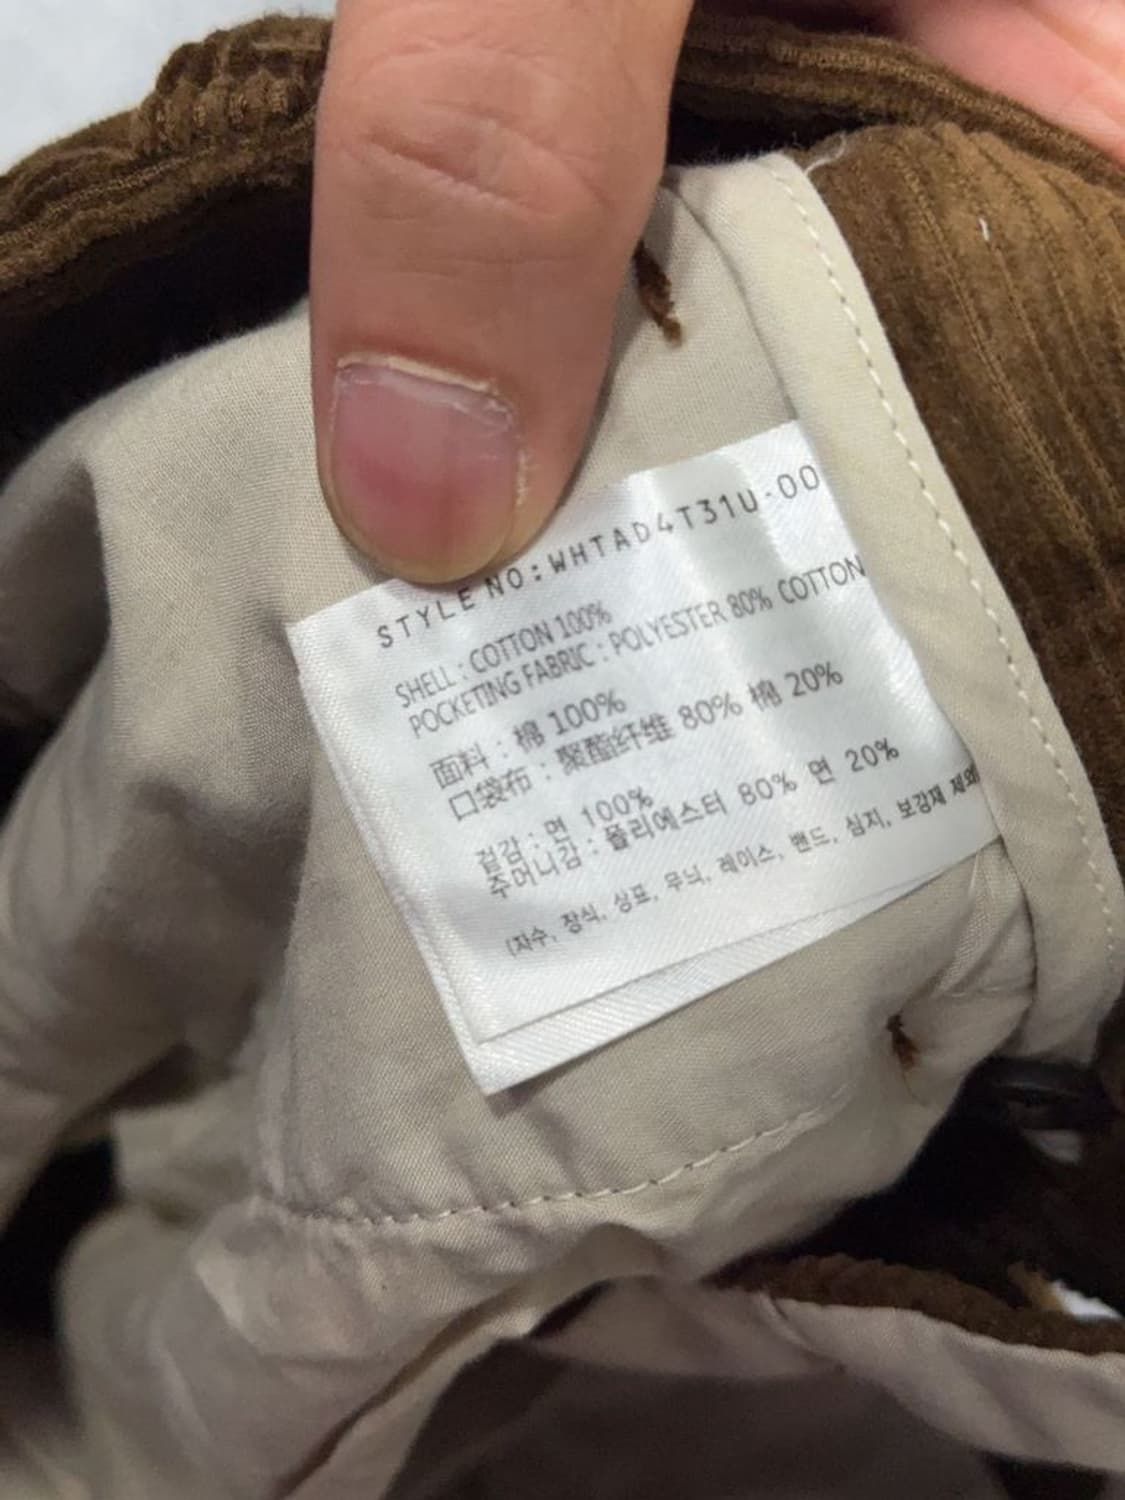 STYLE NO:WHTAD4T31U-00
SHELL : COTTON 100%
POCKETING FABRIC : POLYESTER 80% COTTON
面料 : 棉 100%
口袋布 : 聚酯纤维 80% 棉 20%
겉감 : 면 100%
주머니감 : 폴리에스터 80% 면 20%
(자수, 장식, 상표, 무늬, 레이스, 밴드, 심지, 보강재 제외